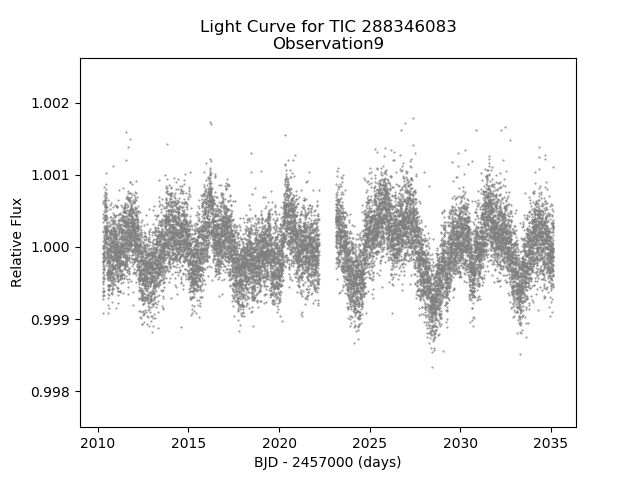 Light Curve for TIC 288346083
Observation9
1.002
1.001
1.000
0.999
0.998
Relative Flux
2010 2015 2020 2025 2030 2035
BJD - 2457000 (days)